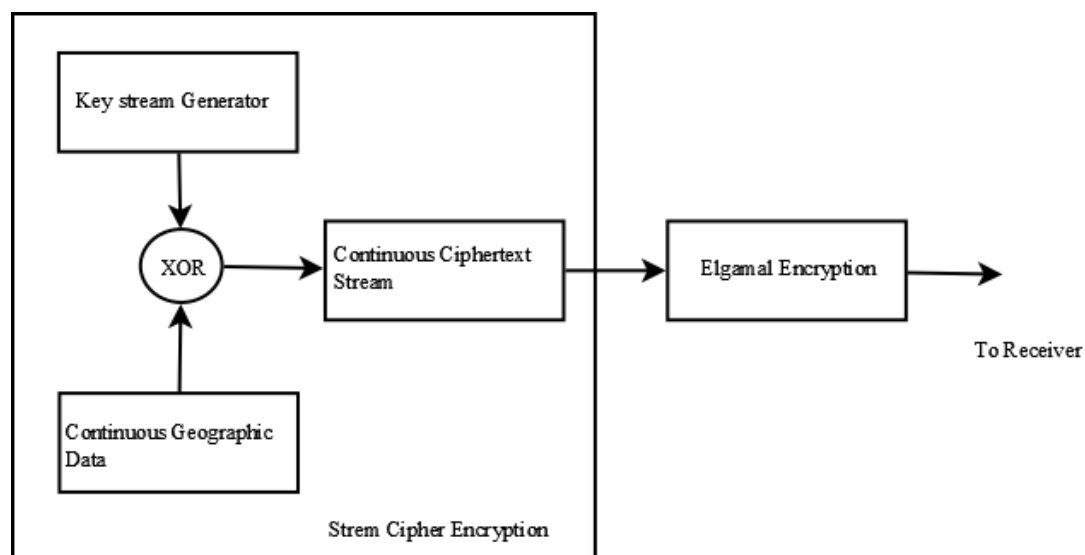 Key stream Generator
XOR
Continuous Ciphertext
Stream
Elgamal Encryption
To Receiver
Continuous Geographic
Data
Strem Cipher Encryption